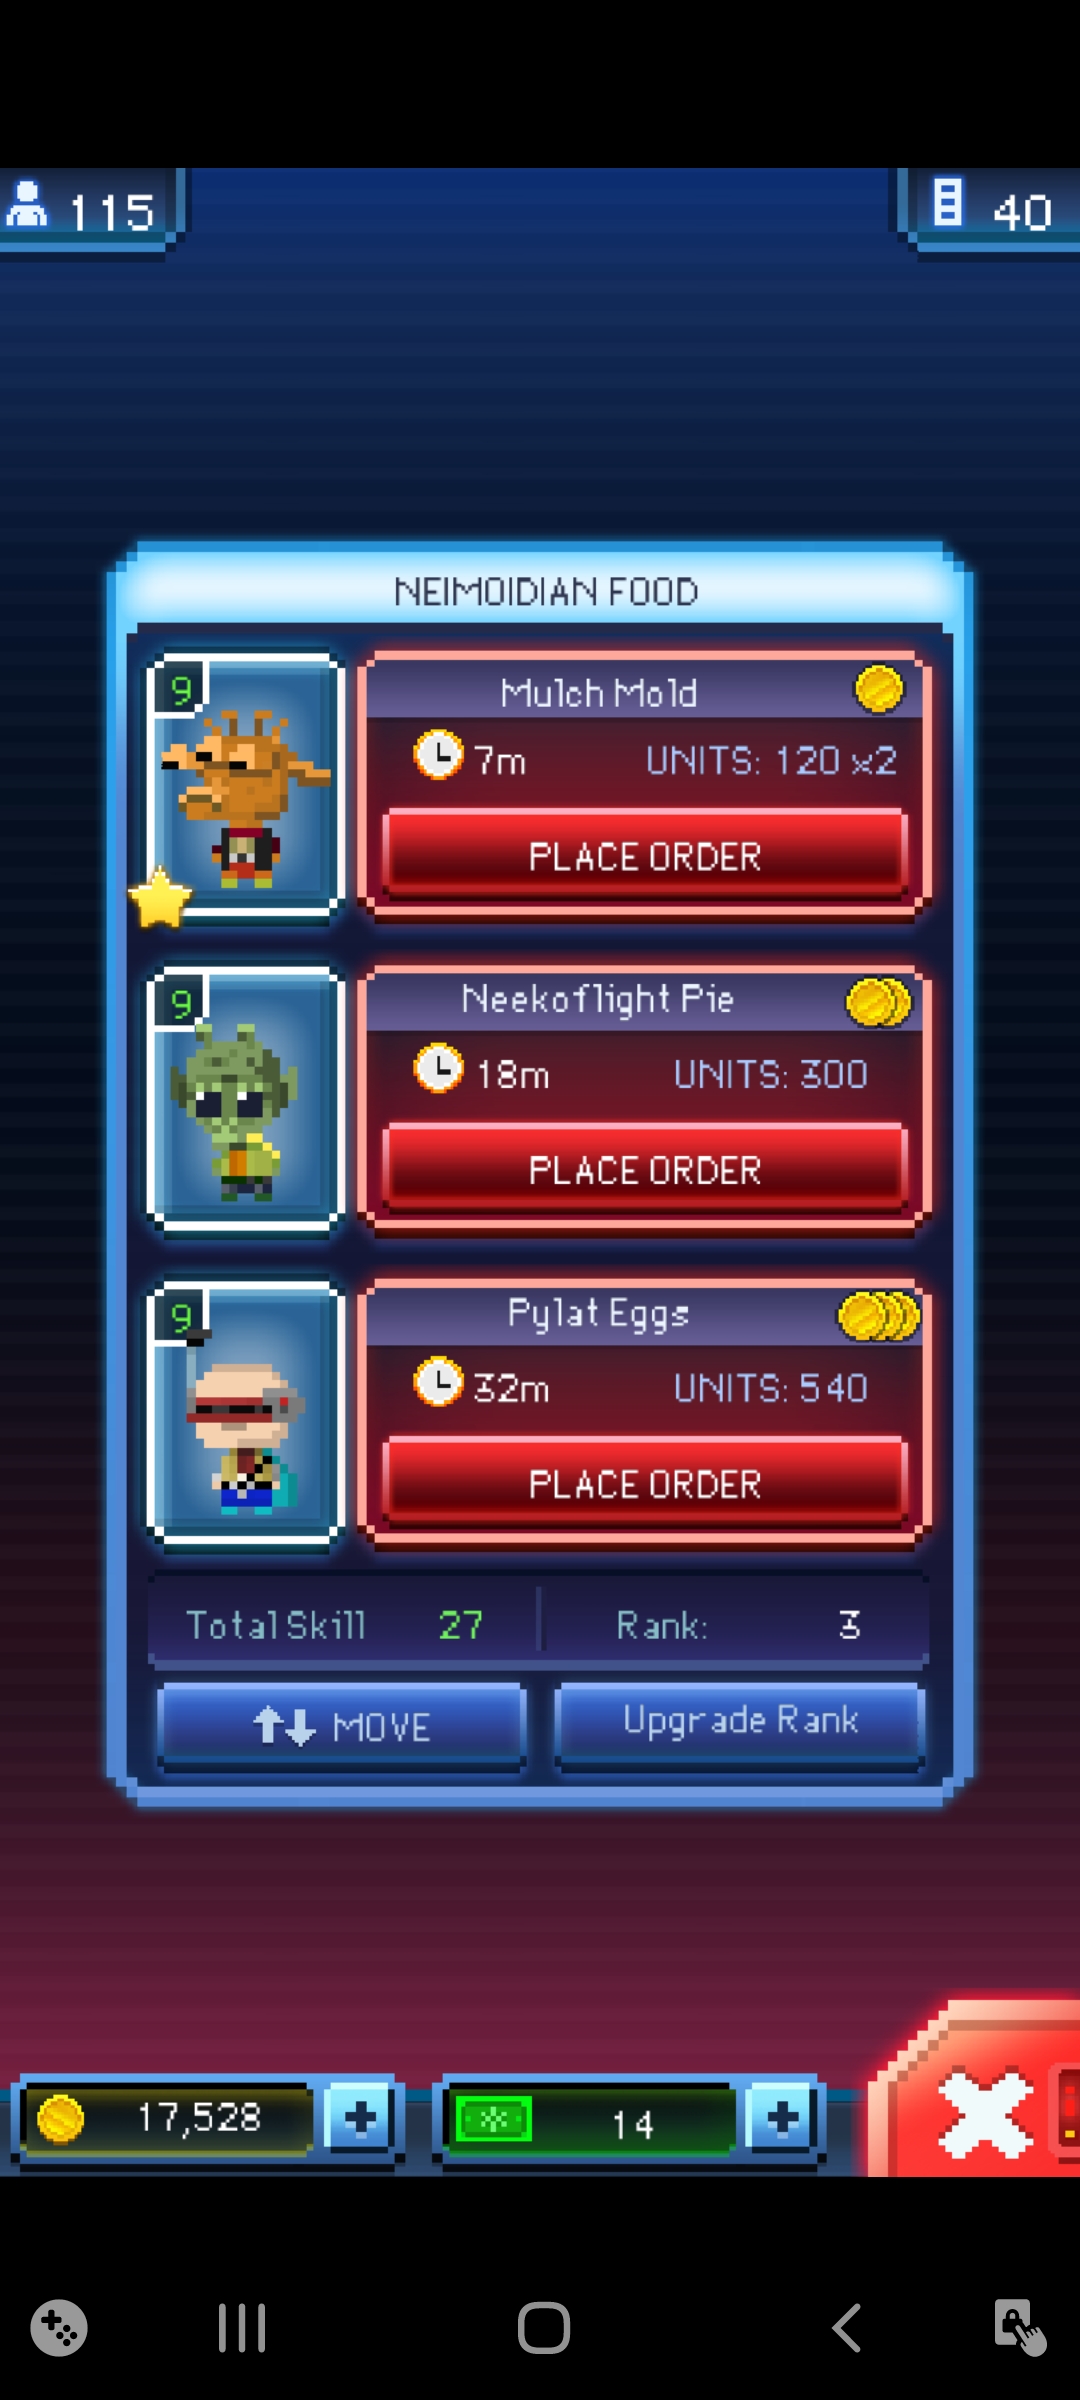 115
40
NEIMOIDIAN FOOD
9
Mulch Mold
7m UNITS: 120 x2
PLACE ORDER
9
Neekoflight Pie
18m UNITS: 300
PLACE ORDER
9
Pylat Eggs
32m UNITS: 540
PLACE ORDER
Total Skill 27 Rank: 3
MOVE Upgrade Rank
17,528 14